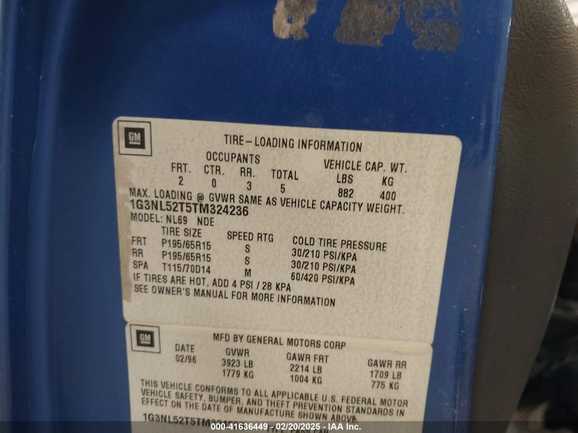 GM
TIRE-LOADING INFORMATION
OCCUPANTS VEHICLE CAP. WT.
FRT. CTR. RR. TOTAL LBS KG
2 0 3 5 882 400
MAX. LOADING @ GVWR SAME AS VEHICLE CAPACITY WEIGHT.
1G3NL52T5TM324236
MODEL: NL69 NDE
TIRE SIZE SPEED RTG COLD TIRE PRESSURE
FRT P195/65R15 S 30/210 PSI/KPA
RR P195/65R15 S 30/210 PSI/KPA
SPA T115/70D14 M 60/420 PSI/KPA
IF TIRES ARE HOT, ADD 4 PSI / 28 KPA
SEE OWNER'S MANUAL FOR MORE INFORMATION
GM
MFD BY GENERAL MOTORS CORP
DATE GVWR GAWR FRT GAWR RR
02/96 3923 LB 2214 LB 1709 LB
1779 KG 1004 KG 775 KG
THIS VEHICLE CONFORMS TO ALL APPLICABLE U.S. FEDERAL MOTOR
VEHICLE SAFETY, BUMPER, AND THEFT PREVENTION STANDARDS
IN EFFECT ON THE DATE OF MANUFACTURE SHOWN ABOVE.
1G3NL52T5TM
000-41636449 - 02/20/2025 - IAAI.COM